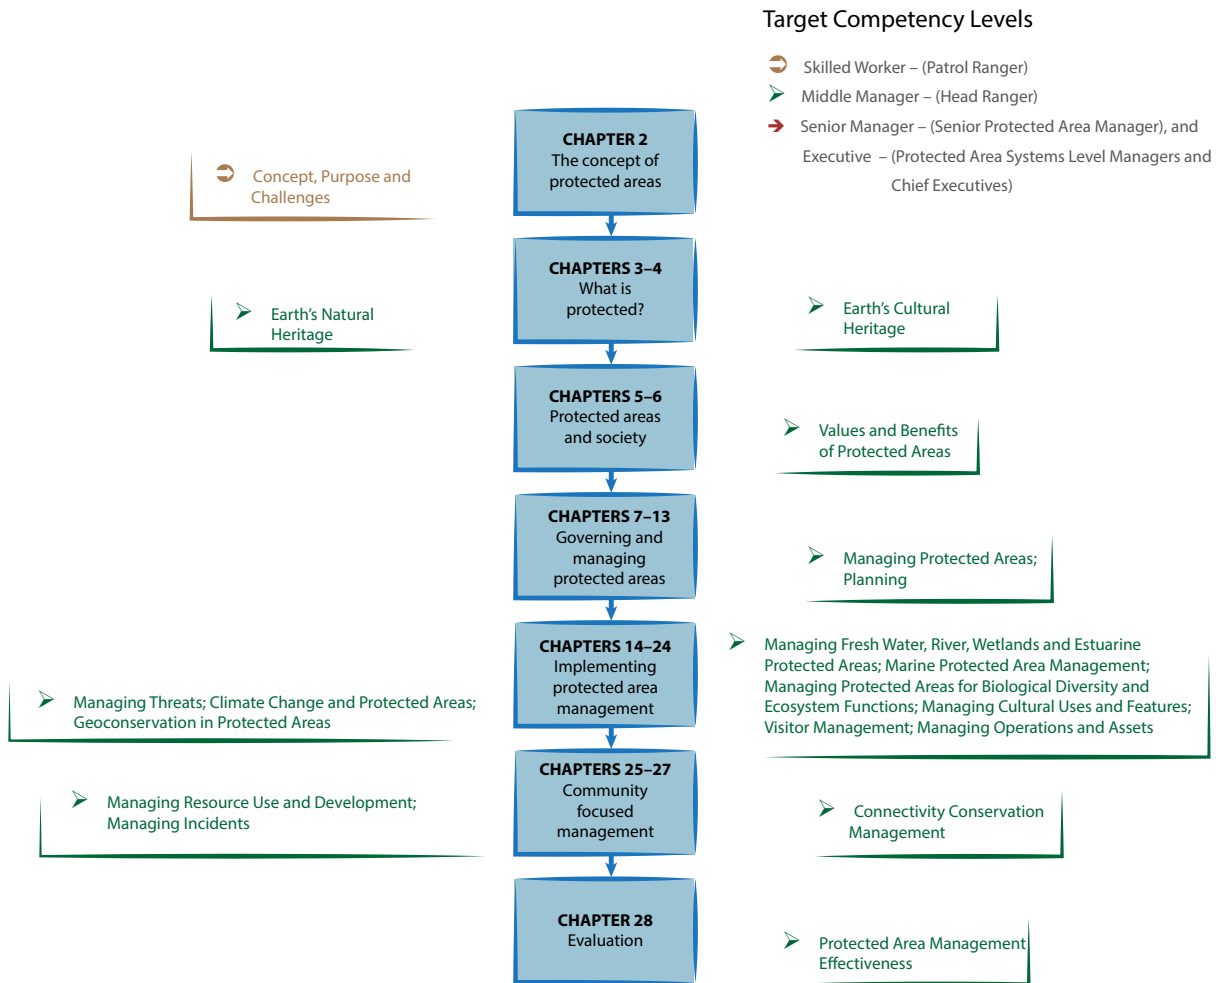 Target Competency Levels
Skilled Worker – (Patrol Ranger)
Middle Manager – (Head Ranger)
Senior Manager – (Senior Protected Area Manager), and
Executive – (Protected Area Systems Level Managers and
Chief Executives)
CHAPTER 2
The concept of
protected areas
Concept, Purpose and
Challenges
CHAPTERS 3–4
What is
protected?
Earth's Natural
Heritage
Earth's Cultural
Heritage
CHAPTERS 5–6
Protected areas
and society
Values and Benefits
of Protected Areas
CHAPTERS 7–13
Governing and
managing
protected areas
Managing Protected Areas;
Planning
CHAPTERS 14–24
Implementing
protected area
management
Managing Threats; Climate Change and Protected Areas;
Geoconservation in Protected Areas
Managing Fresh Water, River, Wetlands and Estuarine
Protected Areas; Marine Protected Area Management;
Managing Protected Areas for Biological Diversity and
Ecosystem Functions; Managing Cultural Uses and Features;
Visitor Management; Managing Operations and Assets
CHAPTERS 25–27
Community
focused
management
Managing Resource Use and Development;
Managing Incidents
Connectivity Conservation
Management
CHAPTER 28
Evaluation
Protected Area Management
Effectiveness